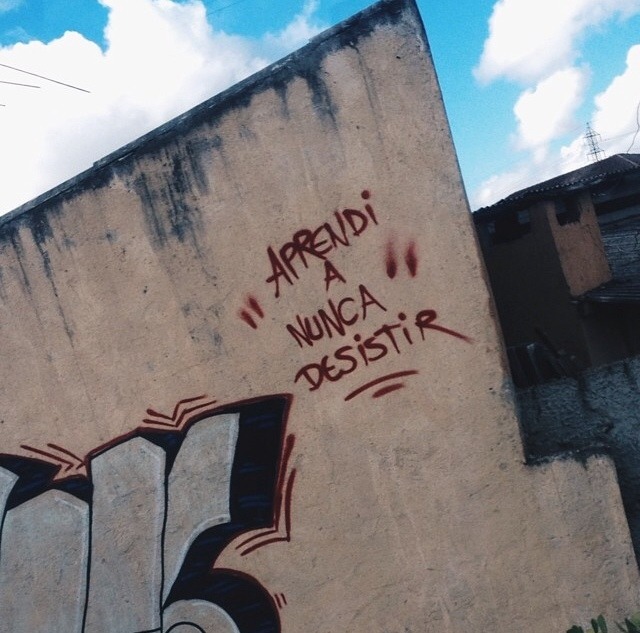 "APRENDi
A
NUNCA"
DESiSTiR